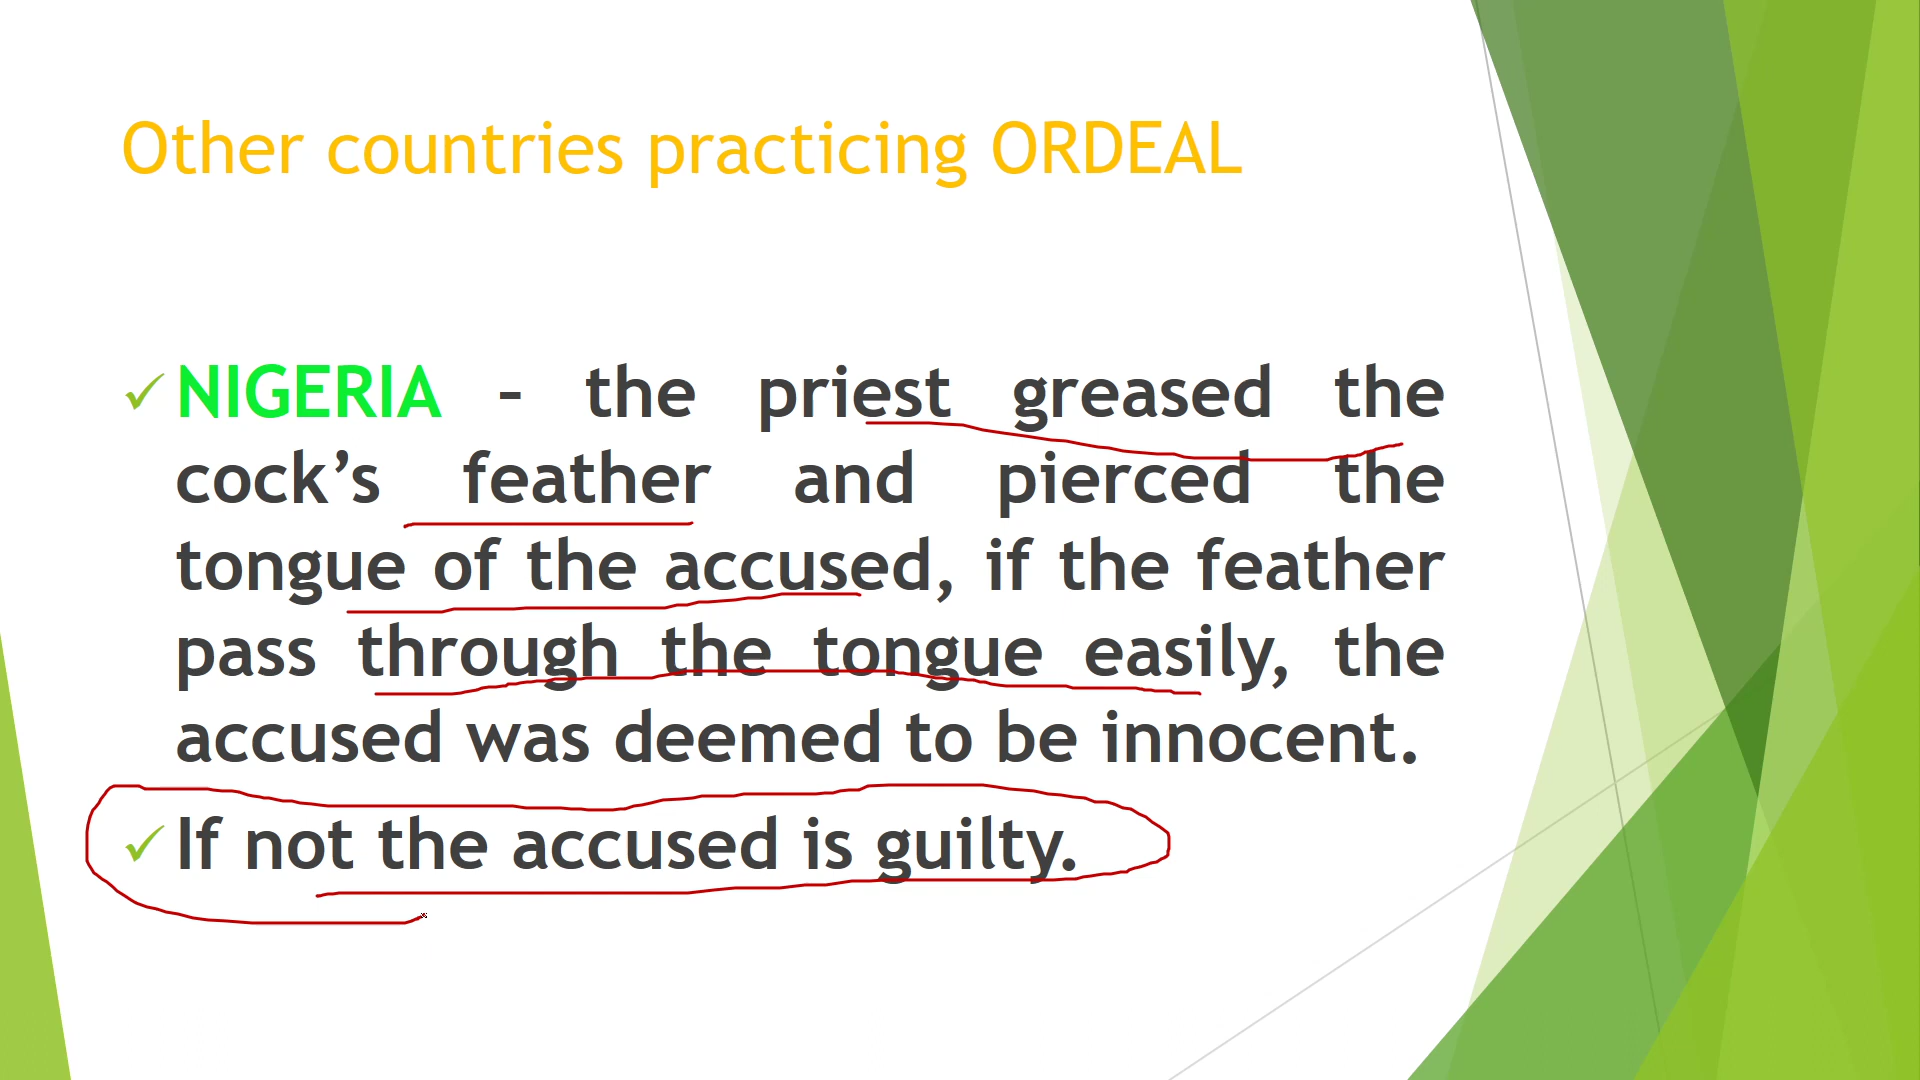 Other countries practicing ORDEAL
NIGERIA – the priest greased the
cock’s feather and pierced the
tongue of the accused, if the feather
pass through the tongue easily, the
accused was deemed to be innocent.
If not the accused is guilty.